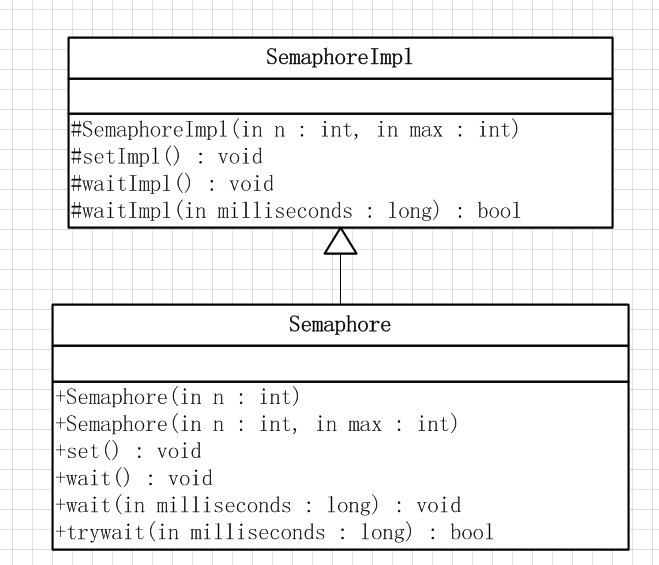 SemaphoreImpl
#SemaphoreImpl(in n : int, in max : int)
#setImpl() : void
#waitImpl() : void
#waitImpl(in milliseconds : long) : bool
Semaphore
+Semaphore(in n : int)
+Semaphore(in n : int, in max : int)
+set() : void
+wait() : void
+wait(in milliseconds : long) : void
+trywait(in milliseconds : long) : bool